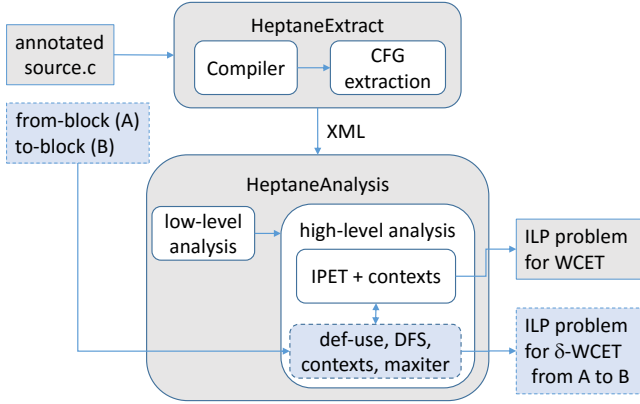 HeptaneExtract
annotated
source.c
Compiler
CFG
extraction
from-block (A)
to-block (B)
XML
HeptaneAnalysis
low-level
analysis
high-level analysis
IPET + contexts
ILP problem
for WCET
def-use, DFS,
contexts, maxiter
ILP problem
for δ-WCET
from A to B